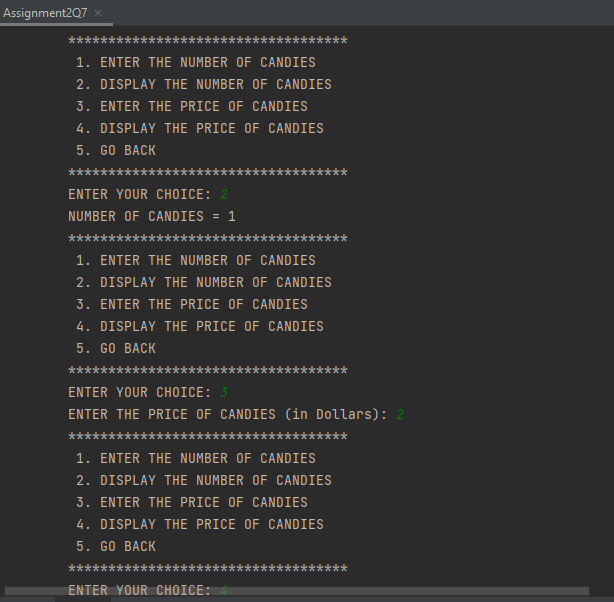 Assignment2Q7 ×
***********************************
1. ENTER THE NUMBER OF CANDIES
2. DISPLAY THE NUMBER OF CANDIES
3. ENTER THE PRICE OF CANDIES
4. DISPLAY THE PRICE OF CANDIES
5. GO BACK
***********************************
ENTER YOUR CHOICE: 2
NUMBER OF CANDIES = 1
***********************************
1. ENTER THE NUMBER OF CANDIES
2. DISPLAY THE NUMBER OF CANDIES
3. ENTER THE PRICE OF CANDIES
4. DISPLAY THE PRICE OF CANDIES
5. GO BACK
***********************************
ENTER YOUR CHOICE: 3
ENTER THE PRICE OF CANDIES (in Dollars): 2
***********************************
1. ENTER THE NUMBER OF CANDIES
2. DISPLAY THE NUMBER OF CANDIES
3. ENTER THE PRICE OF CANDIES
4. DISPLAY THE PRICE OF CANDIES
5. GO BACK
***********************************
ENTER YOUR CHOICE: 4